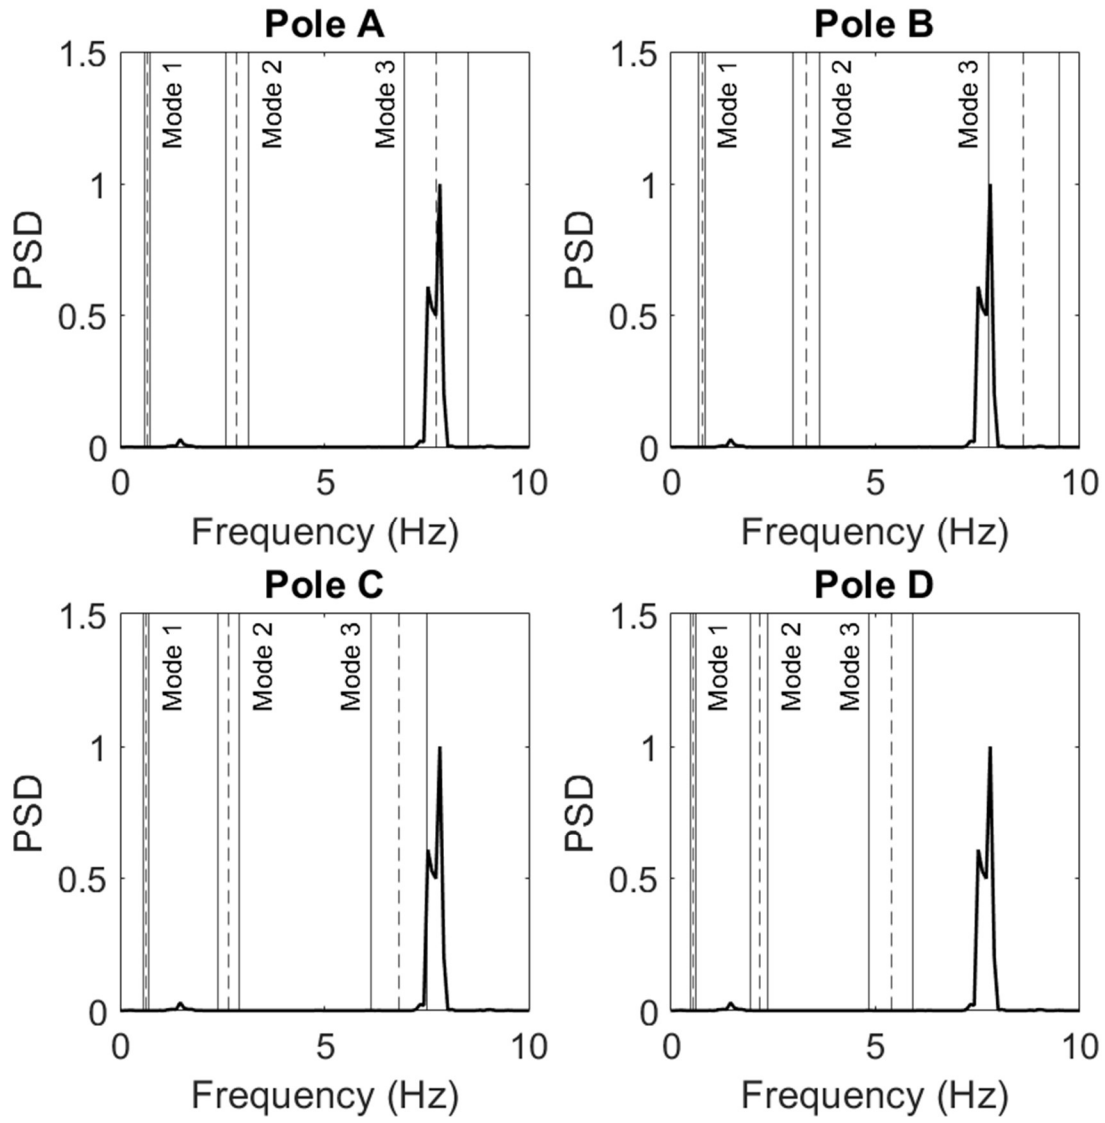 Pole A
1.5
1
0.5
0
PSD
Mode 1
Mode 2
Mode 3
0 5 10
Frequency (Hz)
Pole B
1.5
1
0.5
0
PSD
Mode 1
Mode 2
Mode 3
0 5 10
Frequency (Hz)
Pole C
1.5
1
0.5
0
PSD
Mode 1
Mode 2
Mode 3
0 5 10
Frequency (Hz)
Pole D
1.5
1
0.5
0
PSD
Mode 1
Mode 2
Mode 3
0 5 10
Frequency (Hz)